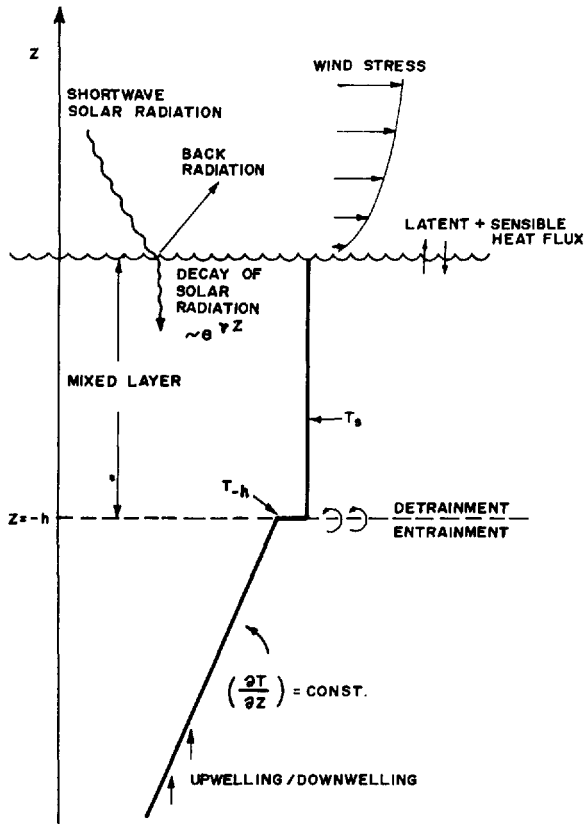 Z
WIND STRESS
SHORTWAVE
SOLAR RADIATION
BACK
RADIATION
LATENT + SENSIBLE
HEAT FLUX
DECAY OF
SOLAR
RADIATION
~e^γz
MIXED LAYER
T_s
T_-h
Z=-h
DETRAINMENT
ENTRAINMENT
(∂T/∂Z) = CONST.
UPWELLING/DOWNWELLING